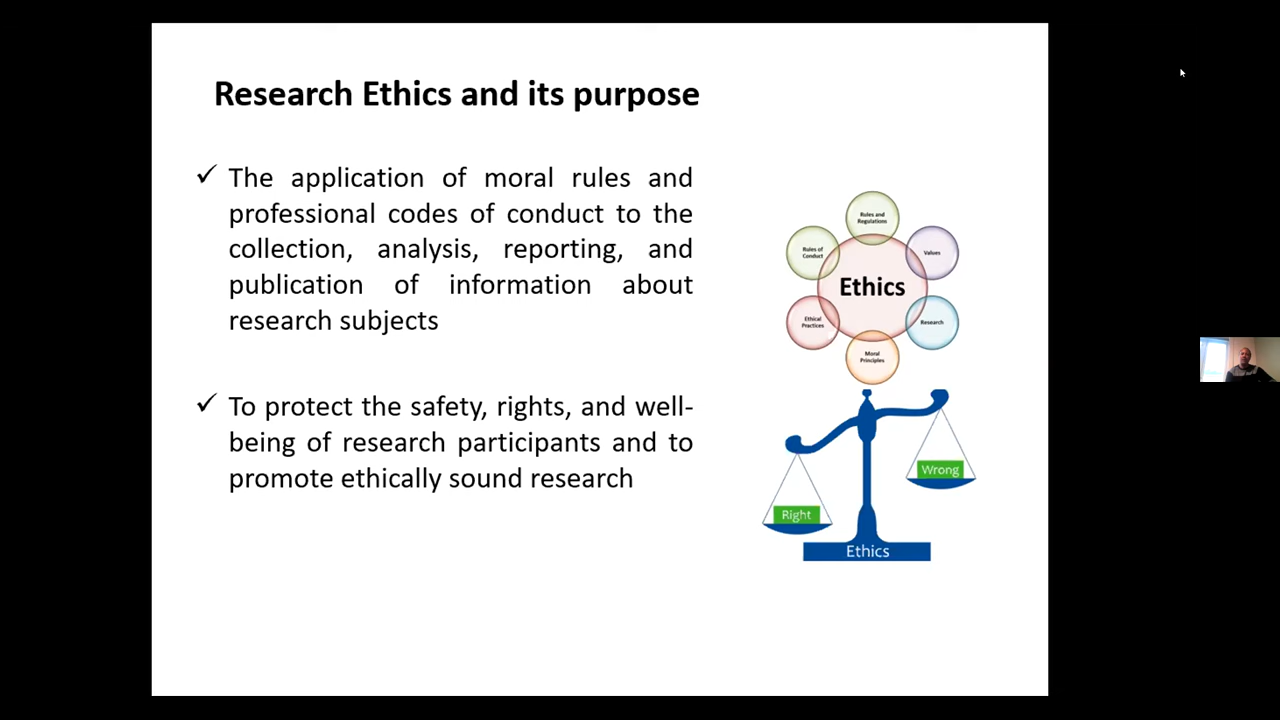 Research Ethics and its purpose
✓ The application of moral rules and
professional codes of conduct to the
collection, analysis, reporting, and
publication of information about
research subjects
✓ To protect the safety, rights, and well-
being of research participants and to
promote ethically sound research
Rules and
Regulations
Rules of
Conduct
Values
Ethics
Ethical
Practices
Research
Moral
Principles
Wrong
Right
Ethics